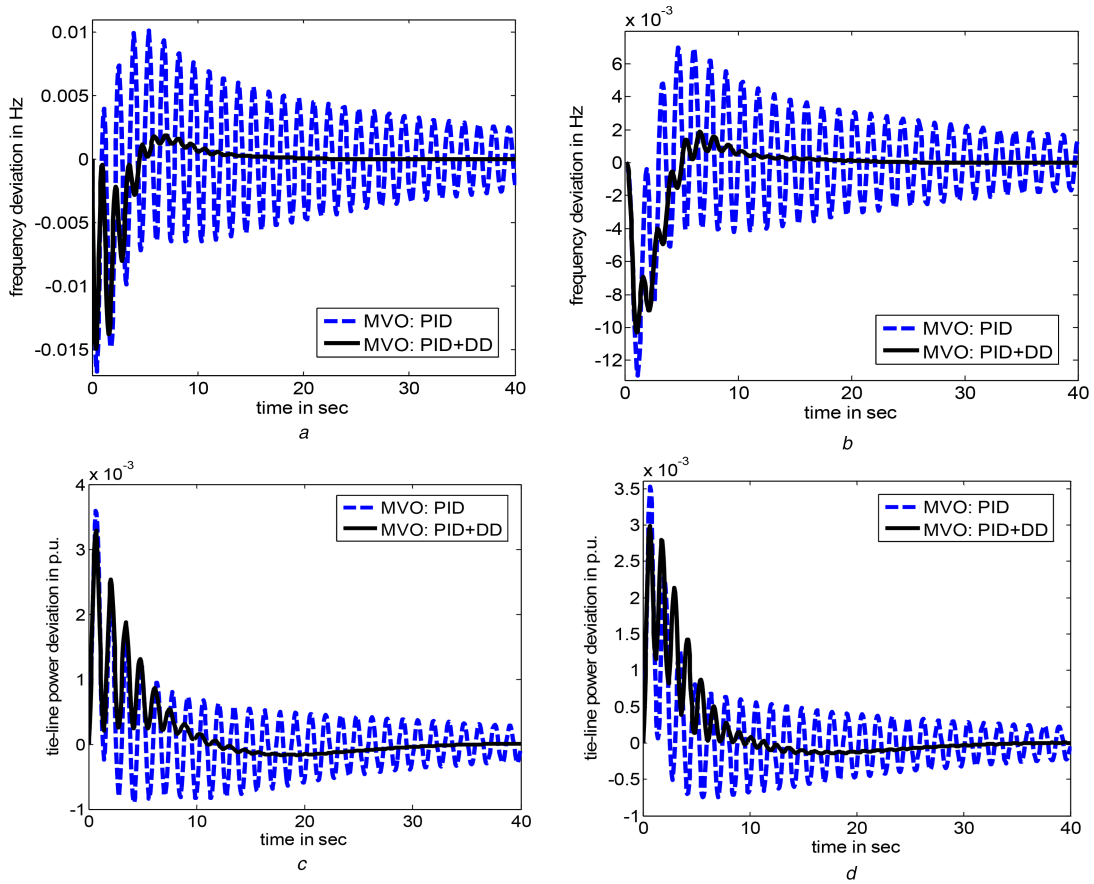 0.01
0.005
0
-0.005
-0.01
-0.015
frequency deviation in Hz
MVO: PID
MVO: PID+DD
0 10 20 30 40
time in sec
a
x 10-3
8
6
4
2
0
-2
-4
-6
-8
-10
-12
frequency deviation in Hz
MVO: PID
MVO: PID+DD
0 10 20 30 40
time in sec
b
x 10-3
4
3
2
1
0
-1
tie-line power deviation in p.u.
MVO: PID
MVO: PID+DD
0 10 20 30 40
time in sec
c
x 10-3
3.5
3
2.5
2
1.5
1
0.5
0
-0.5
-1
tie-line power deviation in p.u.
MVO: PID
MVO: PID+DD
0 10 20 30 40
time in sec
d